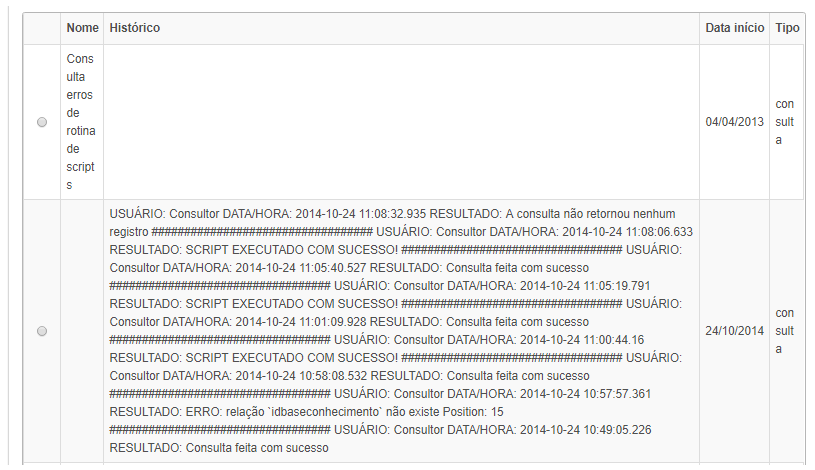 Nome Histórico Data início Tipo
Cons
ulta
erros
de
rotina
de
script
s
04/04/2013
con
sult
a
USUÁRIO: Consultor DATA/HORA: 2014-10-24 11:08:32.935 RESULTADO: A consulta não retornou nenhum
registro ################################## USUÁRIO: Consultor DATA/HORA: 2014-10-24 11:08:06.633
RESULTADO: SCRIPT EXECUTADO COM SUCESSO! ################################## USUÁRIO:
Consultor DATA/HORA: 2014-10-24 11:05:40.527 RESULTADO: Consulta feita com sucesso
################################## USUÁRIO: Consultor DATA/HORA: 2014-10-24 11:05:19.791
RESULTADO: SCRIPT EXECUTADO COM SUCESSO! ################################## USUÁRIO:
Consultor DATA/HORA: 2014-10-24 11:01:09.928 RESULTADO: Consulta feita com sucesso
################################## USUÁRIO: Consultor DATA/HORA: 2014-10-24 11:00:44.16
RESULTADO: SCRIPT EXECUTADO COM SUCESSO! ################################## USUÁRIO:
Consultor DATA/HORA: 2014-10-24 10:58:08.532 RESULTADO: Consulta feita com sucesso
################################## USUÁRIO: Consultor DATA/HORA: 2014-10-24 10:57:57.361
RESULTADO: ERRO: relação `idbaseconhecimento` não existe Position: 15
################################## USUÁRIO: Consultor DATA/HORA: 2014-10-24 10:49:05.226
RESULTADO: Consulta feita com sucesso
24/10/2014
con
sult
a